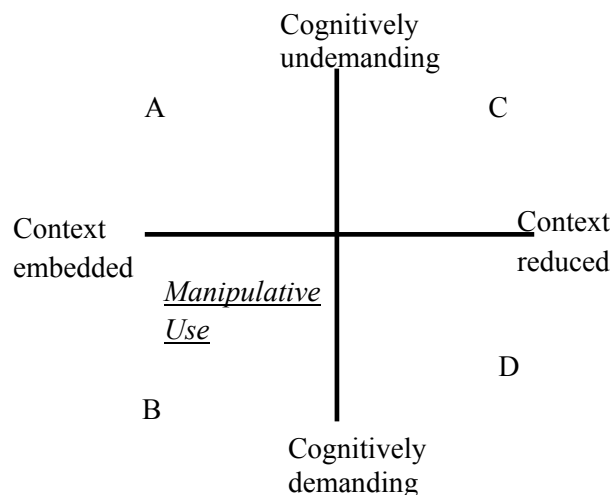 Cognitively
undemanding
A
C
Context
embedded
Context
reduced
Manipulative
Use
D
B
Cognitively
demanding